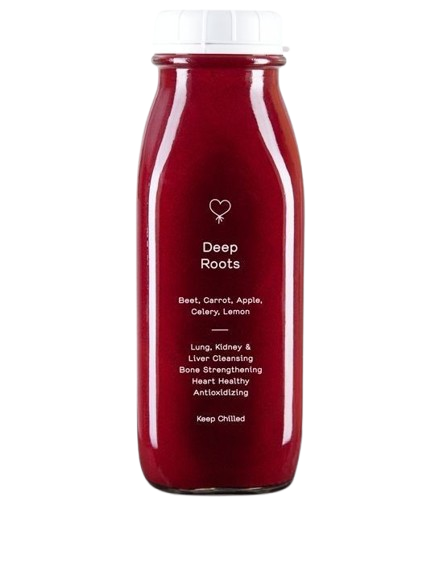 Deep
Roots
Beet, Carrot, Apple,
Celery, Lemon
Lung, Kidney &
Liver Cleansing
Bone Strengthening
Heart Healthy
Antioxidizing
Keep Chilled